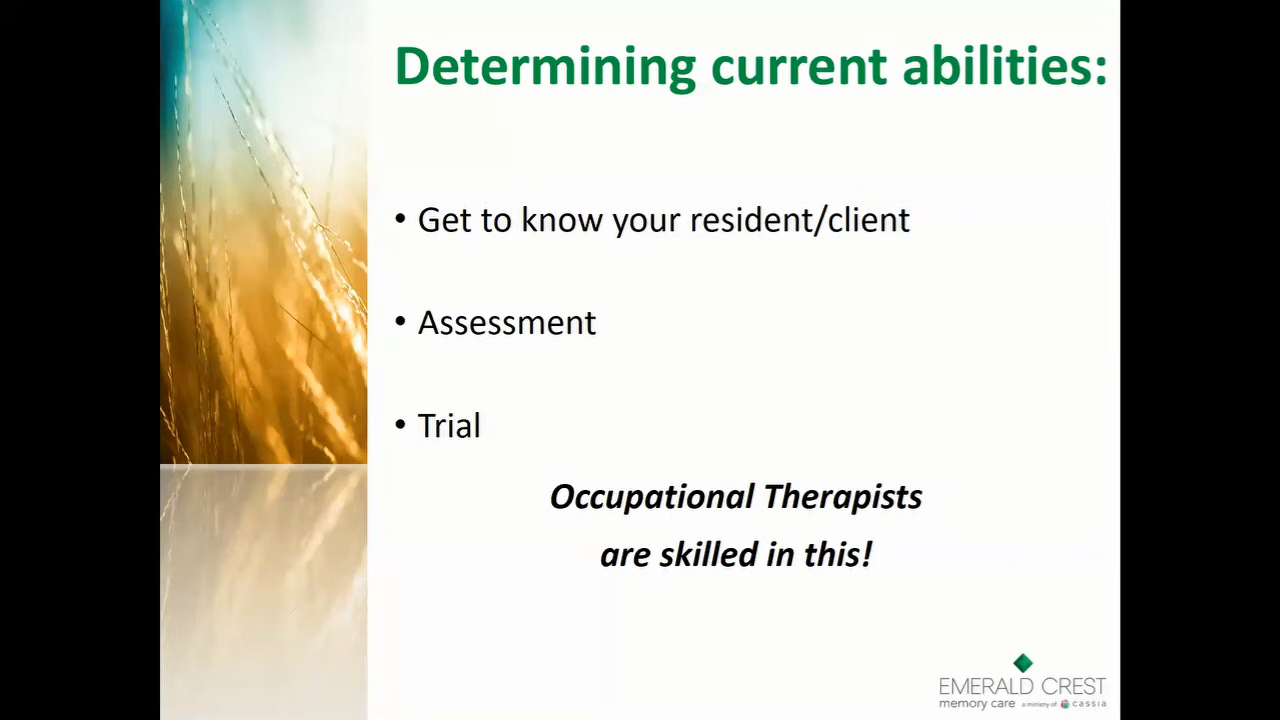 Determining current abilities:
• Get to know your resident/client
• Assessment
• Trial
Occupational Therapists
are skilled in this!
EMERALD CREST
memory care a ministry of cassia